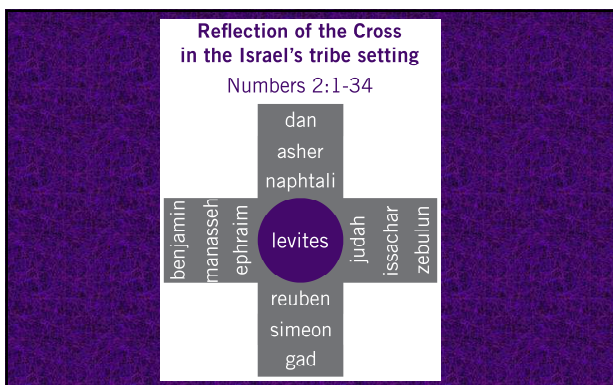 Reflection of the Cross
in the Israel's tribe setting
Numbers 2:1-34
dan
asher
naphtali
benjamin
manasseh
ephraim
levites
judah
issachar
zebulun
reuben
simeon
gad